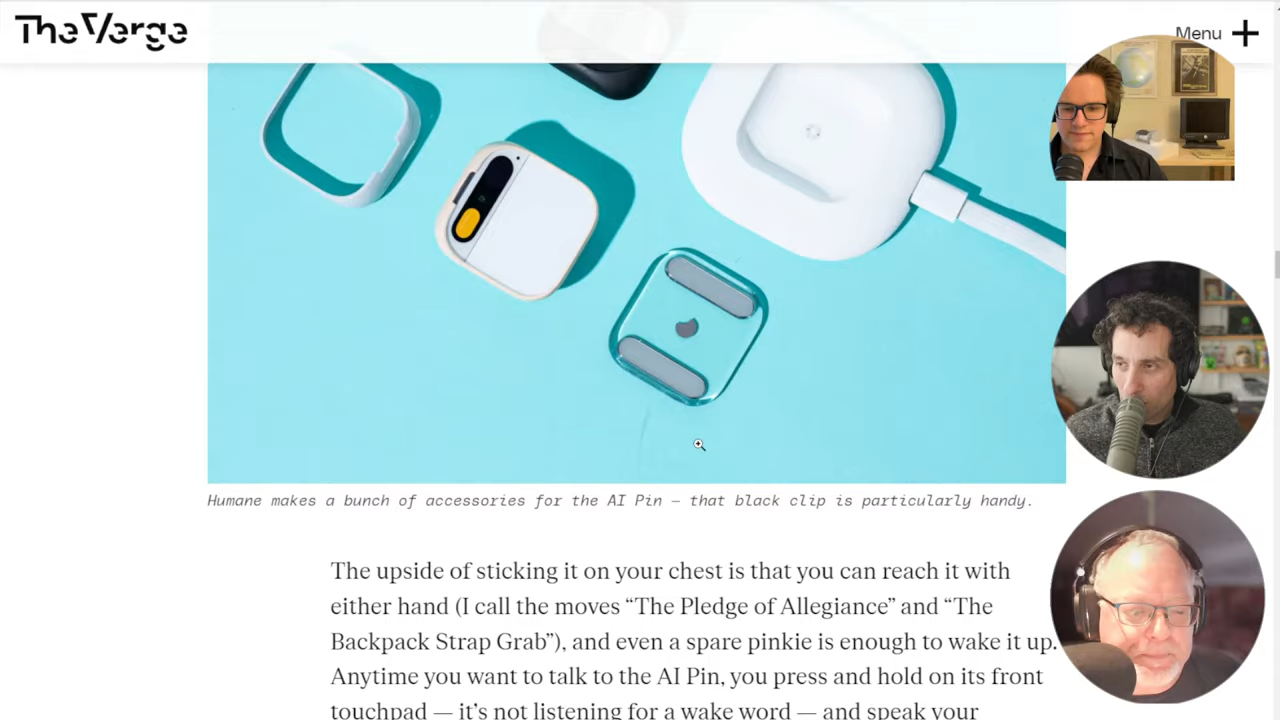 The Verge
Menu
Humane makes a bunch of accessories for the AI Pin — that black clip is particularly handy.
The upside of sticking it on your chest is that you can reach it with
either hand (I call the moves “The Pledge of Allegiance” and “The
Backpack Strap Grab”), and even a spare pinkie is enough to wake it up.
Anytime you want to talk to the AI Pin, you press and hold on its front
touchpad — it’s not listening for a wake word — and speak your